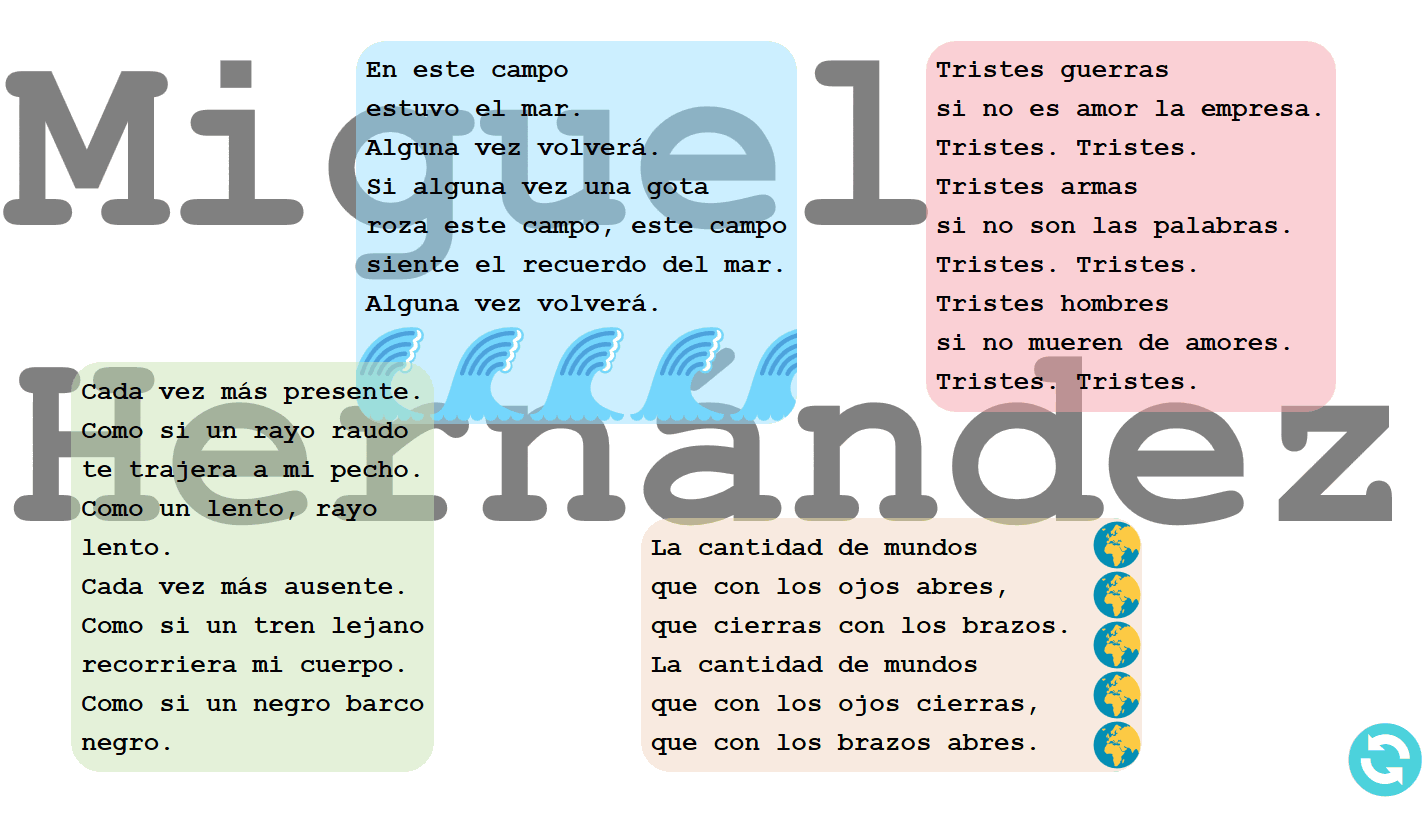 Miguel
Hernández
En este campo
estuvo el mar.
Alguna vez volverá.
Si alguna vez una gota
roza este campo, este campo
siente el recuerdo del mar.
Alguna vez volverá.
Tristes guerras
si no es amor la empresa.
Tristes. Tristes.
Tristes armas
si no son las palabras.
Tristes. Tristes.
Tristes hombres
si no mueren de amores.
Tristes. Tristes.
Cada vez más presente.
Como si un rayo raudo
te trajera a mi pecho.
Como un lento, rayo
lento.
Cada vez más ausente.
Como si un tren lejano
recorriera mi cuerpo.
Como si un negro barco
negro.
La cantidad de mundos
que con los ojos abres,
que cierras con los brazos.
La cantidad de mundos
que con los ojos cierras,
que con los brazos abres.